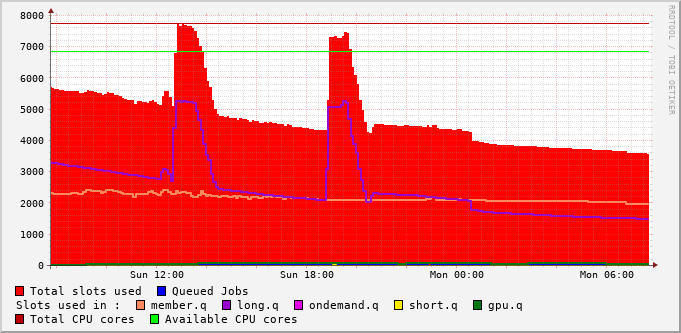 8000
7000
6000
5000
4000
3000
2000
1000
0
Sun 12:00 Sun 18:00 Mon 00:00 Mon 06:00
Total slots used Queued Jobs
Slots used in : member.q long.q ondemand.q short.q gpu.q
Total CPU cores Available CPU cores
RRDTOOL / TOBI OETIKER